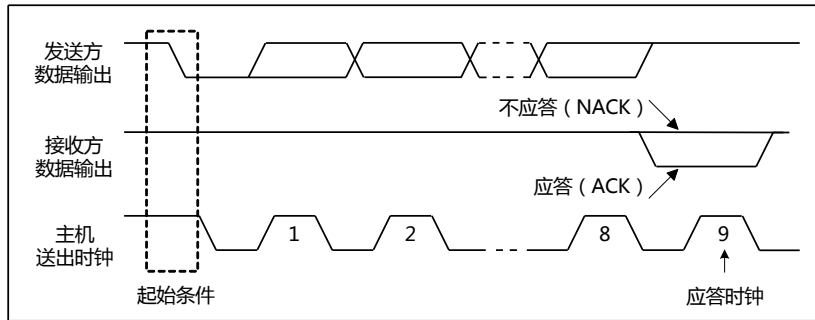 发送方
数据输出
不应答（NACK）
接收方
数据输出
应答（ACK）
主机
送出时钟
1
2
8
9
起始条件
应答时钟